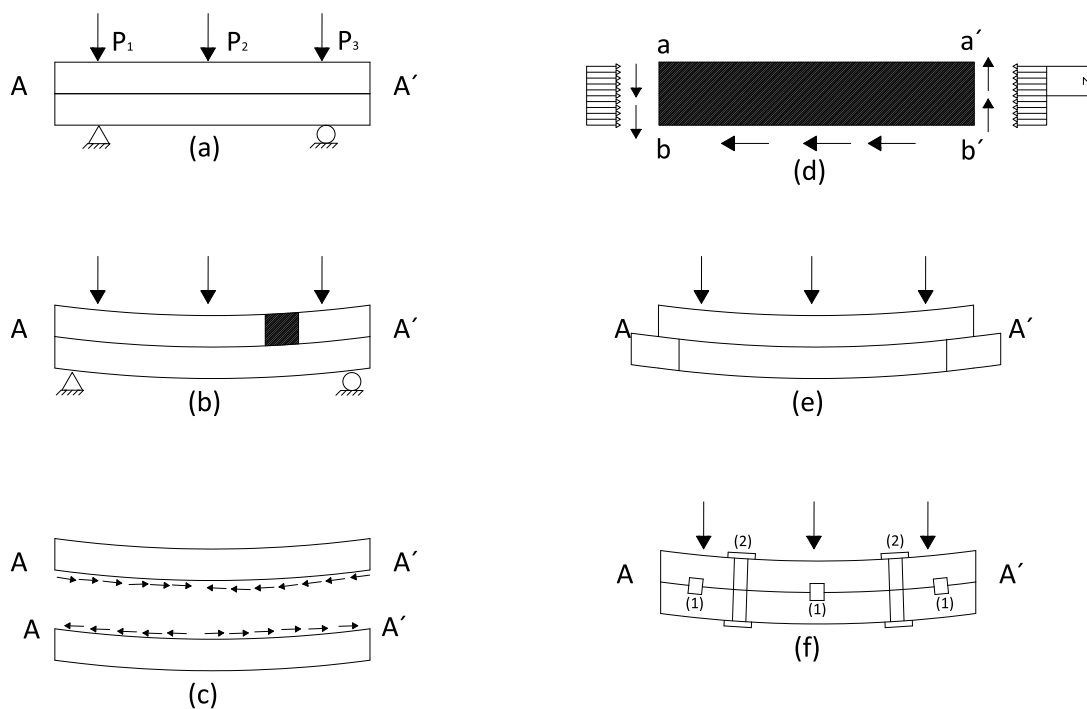 P1 P2 P3
A A´
(a)
a a´
z
b b´
(d)
A A´
(b)
A A´
(e)
A A´
A A´
(c)
(2) (2)
A A´
(1) (1) (1)
(f)